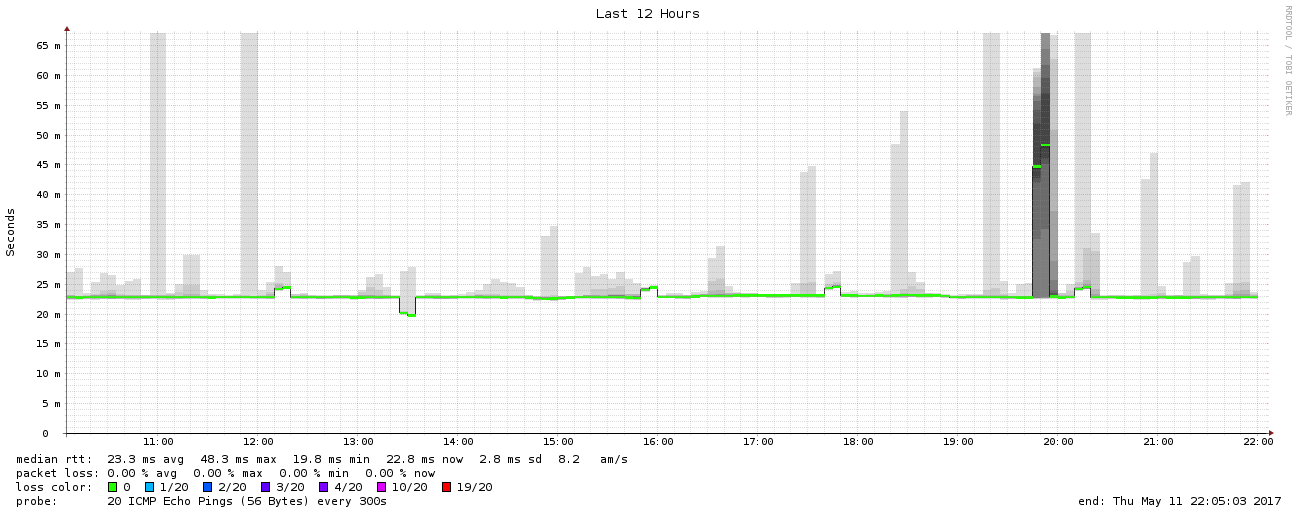 Last 12 Hours
RRDTOOL / TOBI OETIKER
Seconds
65 m
60 m
55 m
50 m
45 m
40 m
35 m
30 m
25 m
20 m
15 m
10 m
5 m
0
11:00 12:00 13:00 14:00 15:00 16:00 17:00 18:00 19:00 20:00 21:00 22:00
median rtt: 23.3 ms avg 48.3 ms max 19.8 ms min 22.8 ms now 2.8 ms sd 8.2 am/s
packet loss: 0.00 % avg 0.00 % max 0.00 % min 0.00 % now
loss color: 0 1/20 2/20 3/20 4/20 10/20 19/20
probe: 20 ICMP Echo Pings (56 Bytes) every 300s
end: Thu May 11 22:05:03 2017